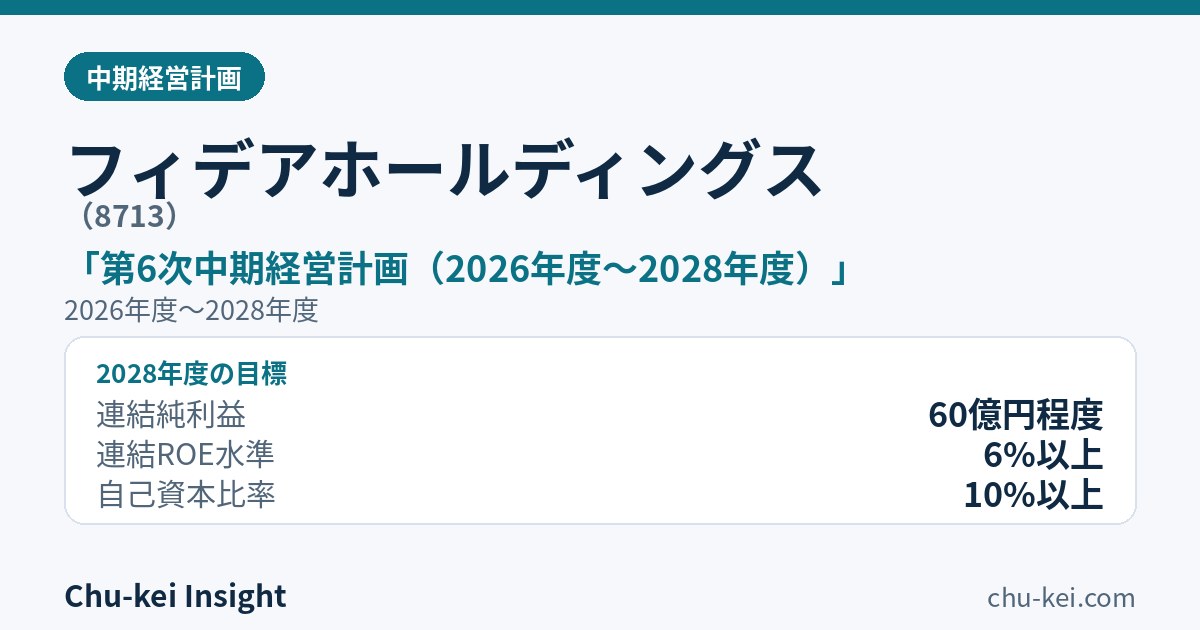 中期経営計画
フィデアホールディングス
（8713）
「第6次中期経営計画（2026年度～2028年度）」
2026年度～2028年度
2028年度の目標
連結純利益 60億円程度
連結ROE水準 6%以上
自己資本比率 10%以上
Chu-kei Insight chu-kei.com